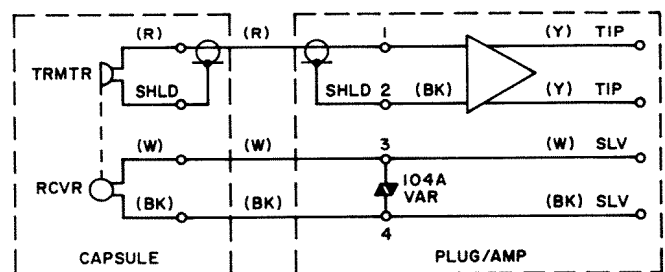 (R) (R) 1 (Y) TIP
TRMTR
SHLD SHLD 2 (BK) (Y) TIP
(W) (W) 3 (W) SLV
RCVR 104A
VAR
(BK) (BK) 4 (BK) SLV
CAPSULE PLUG/AMP